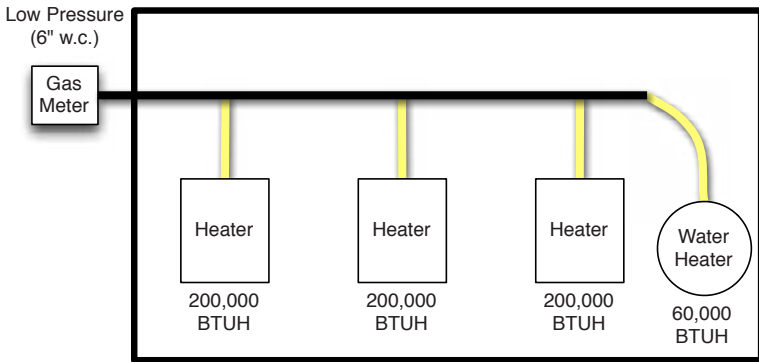 Low Pressure
(6" w.c.)
Gas
Meter
Heater
Heater
Heater
Water
Heater
200,000
BTUH
200,000
BTUH
200,000
BTUH
60,000
BTUH